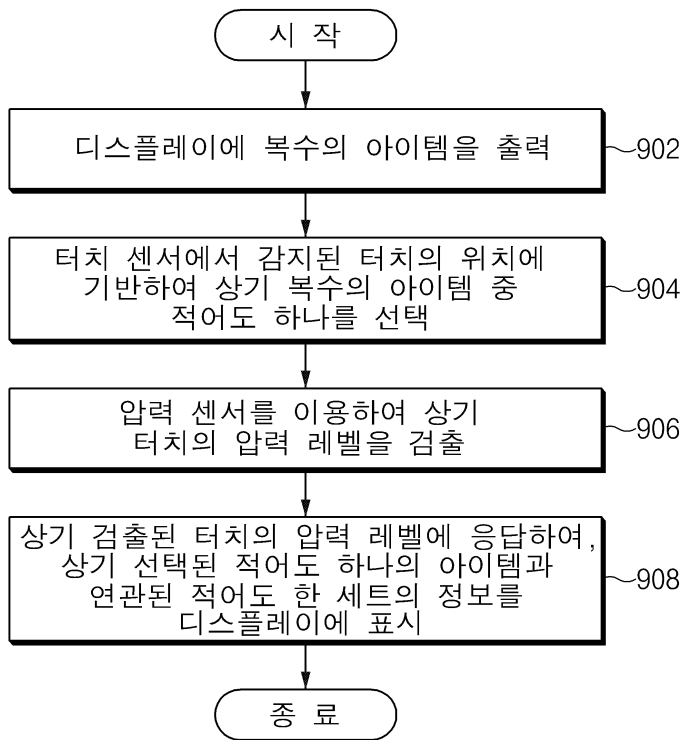 시 작
디스플레이에 복수의 아이템을 출력
902
터치 센서에서 감지된 터치의 위치에
기반하여 상기 복수의 아이템 중
적어도 하나를 선택
904
압력 센서를 이용하여 상기
터치의 압력 레벨을 검출
906
상기 검출된 터치의 압력 레벨에 응답하여,
상기 선택된 적어도 하나의 아이템과
연관된 적어도 한 세트의 정보를
디스플레이에 표시
908
종 료